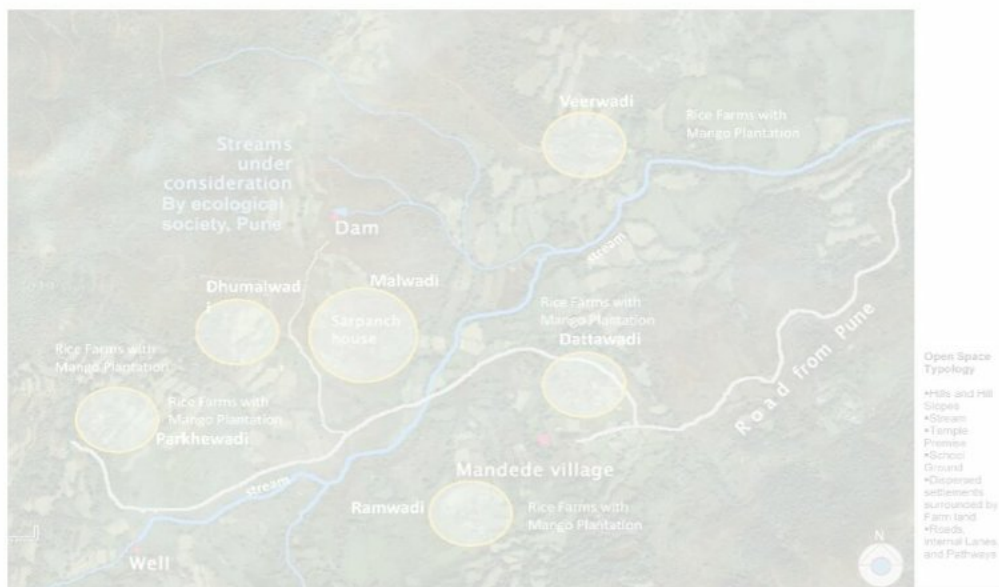 Veerwadi
Rice Farms with
Mango Plantation
Streams
under
consideration
By ecological
society, Pune
Dam
stream
Dhumalwad
i
Malwadi
Sarpanch
house
Rice Farms with
Mango Plantation
Dattawadi
Road from Pune
Rice Farms with
Mango Plantation
Rice Farms with
Mango Plantation
Parkhewadi
Mandede village
stream
Ramwadi
Rice Farms with
Mango Plantation
Well
N
Open Space
Typology
•Hills and Hill
Slopes
•Stream
•Temple
Premise
•School
Ground
•Dispersed
settlements
surrounded by
Farm land
•Roads,
Internal Lanes
and Pathways